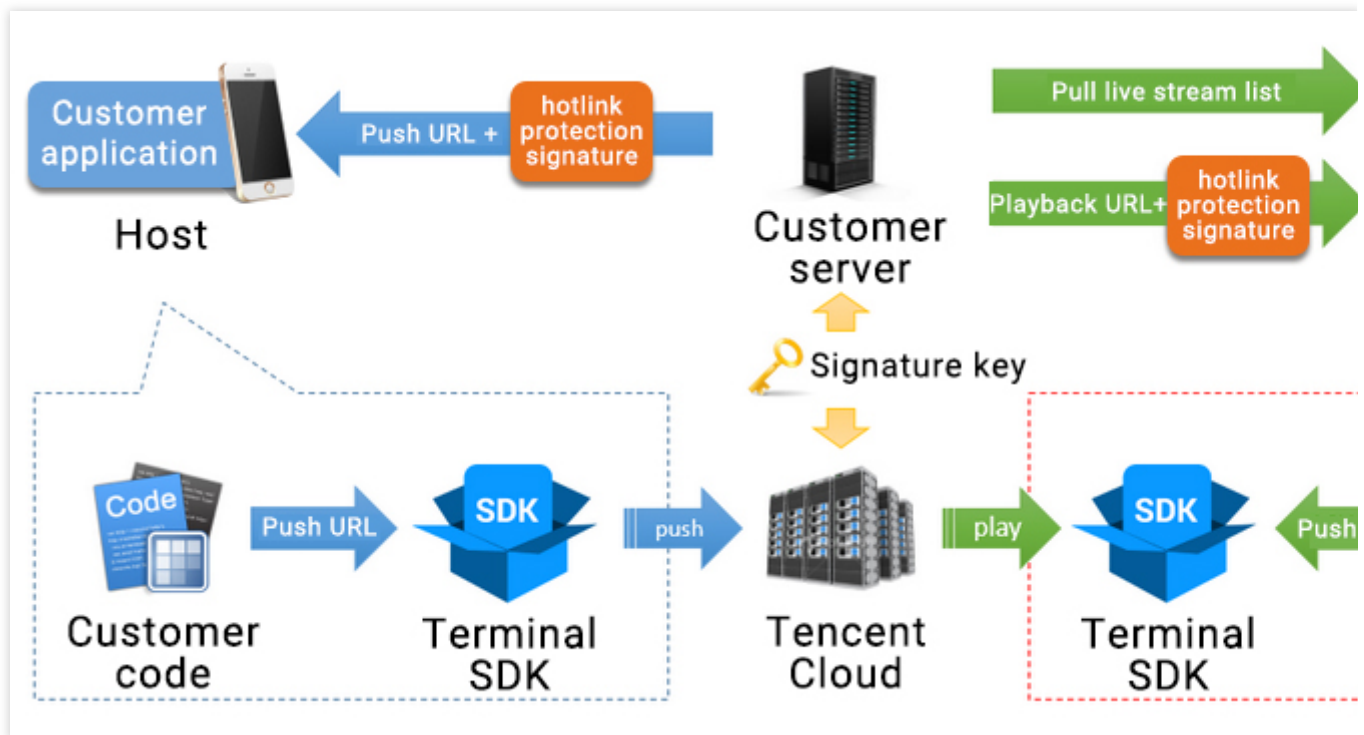 Customer
application
Host
Push URL +
hotlink
protection
signature
Customer
server
Pull live stream list
Playback URL+
hotlink
protection
signature
Signature key
Code
Customer
code
Push URL
SDK
Terminal
SDK
push
Tencent
Cloud
play
SDK
Terminal
SDK
Push